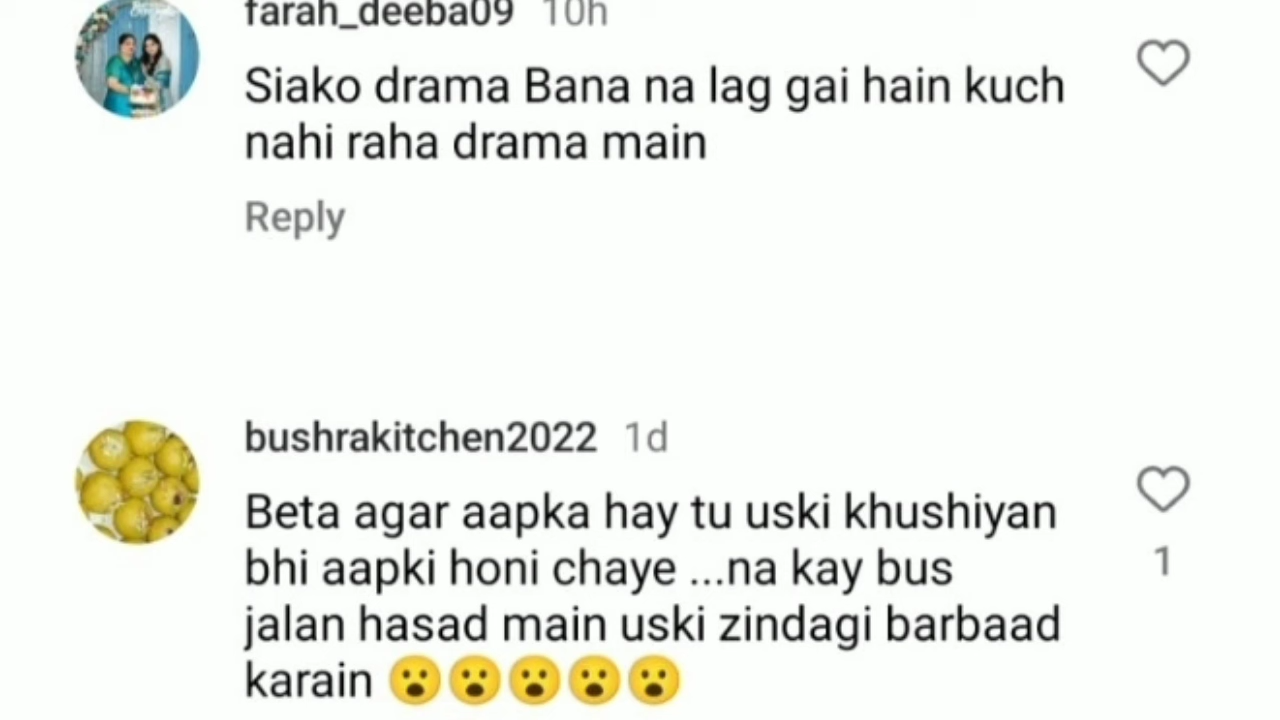 farah_deeba09 10h
Siako drama Bana na lag gai hain kuch
nahi raha drama main
Reply
bushrakitchen2022 1d
Beta agar aapka hay tu uski khushiyan
bhi aapki honi chaye ...na kay bus
1
jalan hasad main uski zindagi barbaad
karain 😮😮😮😮😮